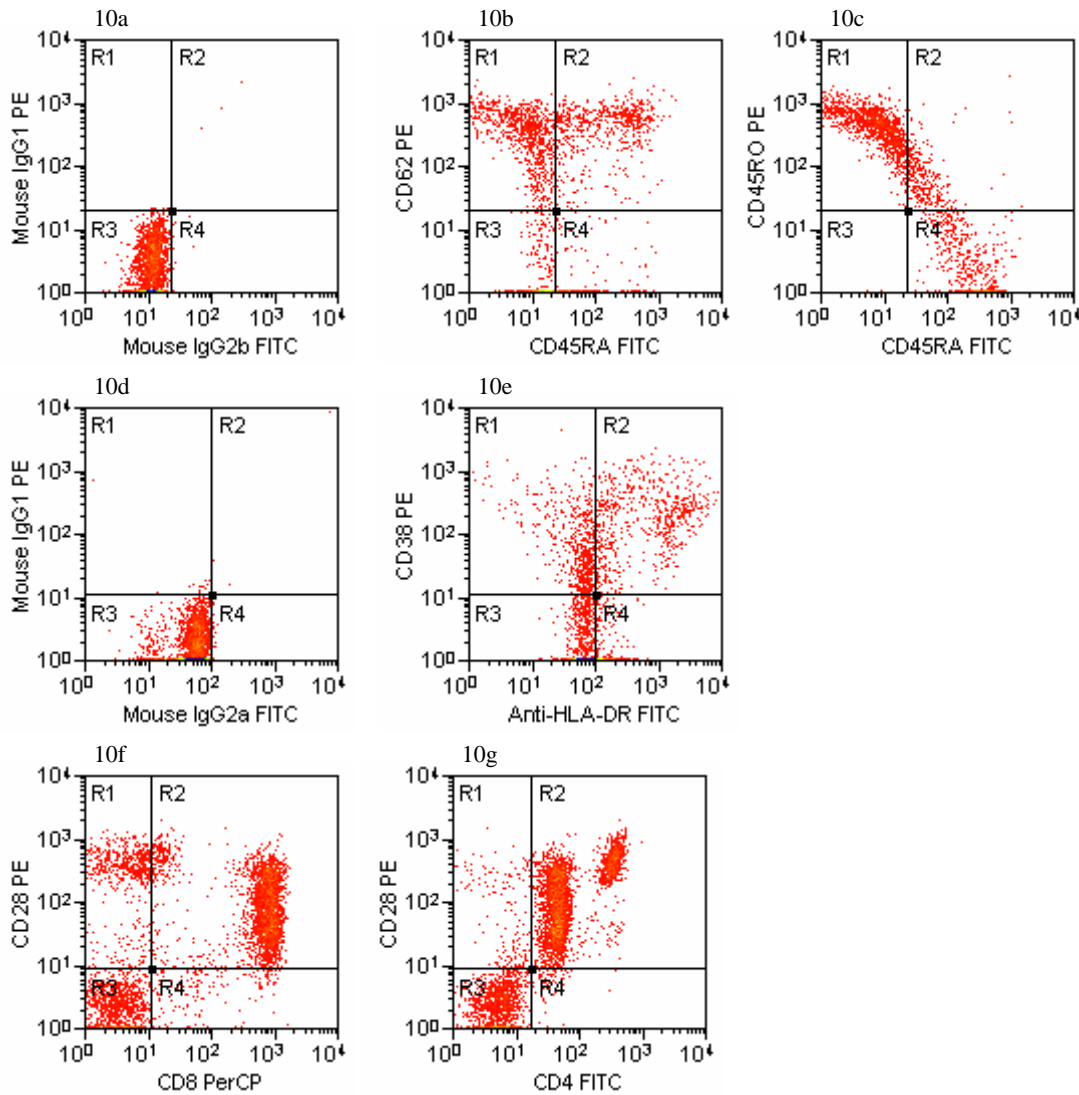 10a
10⁴
10³
10²
10¹
10⁰
R1
R2
R3
R4
Mouse IgG1 PE
10⁰
10¹
10²
10³
10⁴
Mouse IgG2b FITC
10b
10⁴
10³
10²
10¹
10⁰
R1
R2
R3
R4
CD62 PE
10⁰
10¹
10²
10³
10⁴
CD45RA FITC
10c
10⁴
10³
10²
10¹
10⁰
R1
R2
R3
R4
CD45RO PE
10⁰
10¹
10²
10³
10⁴
CD45RA FITC
10d
10⁴
10³
10²
10¹
10⁰
R1
R2
R3
R4
Mouse IgG1 PE
10⁰
10¹
10²
10³
10⁴
Mouse IgG2a FITC
10e
10⁴
10³
10²
10¹
10⁰
R1
R2
R3
R4
CD38 PE
10⁰
10¹
10²
10³
10⁴
Anti-HLA-DR FITC
10f
10⁴
10³
10²
10¹
10⁰
R1
R2
R3
R4
CD28 PE
10⁰
10¹
10²
10³
10⁴
CD8 PerCP
10g
10⁴
10³
10²
10¹
10⁰
R1
R2
R3
R4
CD28 PE
10⁰
10¹
10²
10³
10⁴
CD4 FITC